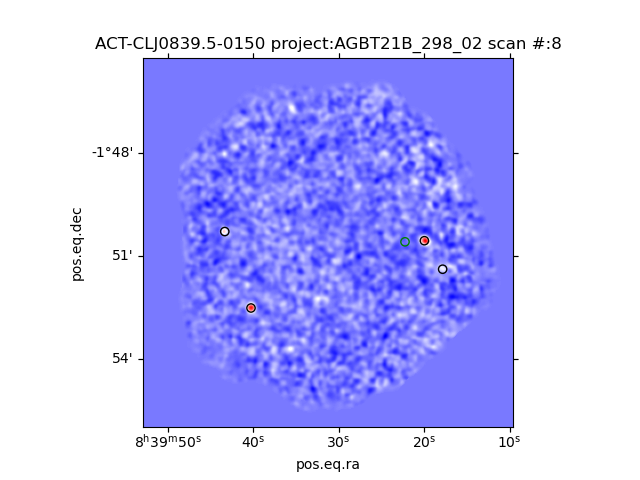 ACT-CLJ0839.5-0150 project:AGBT21B_298_02 scan #:8
pos.eq.dec
-1°48'
51'
54'
8ʰ39ᵐ50ˢ 40ˢ 30ˢ 20ˢ 10ˢ
pos.eq.ra